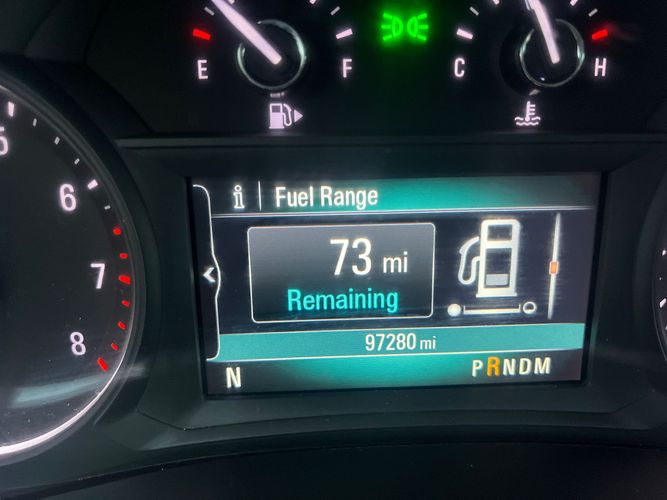 E F C H
5
6
7
8
i Fuel Range
73 mi
Remaining
97280 mi
N PRNDM